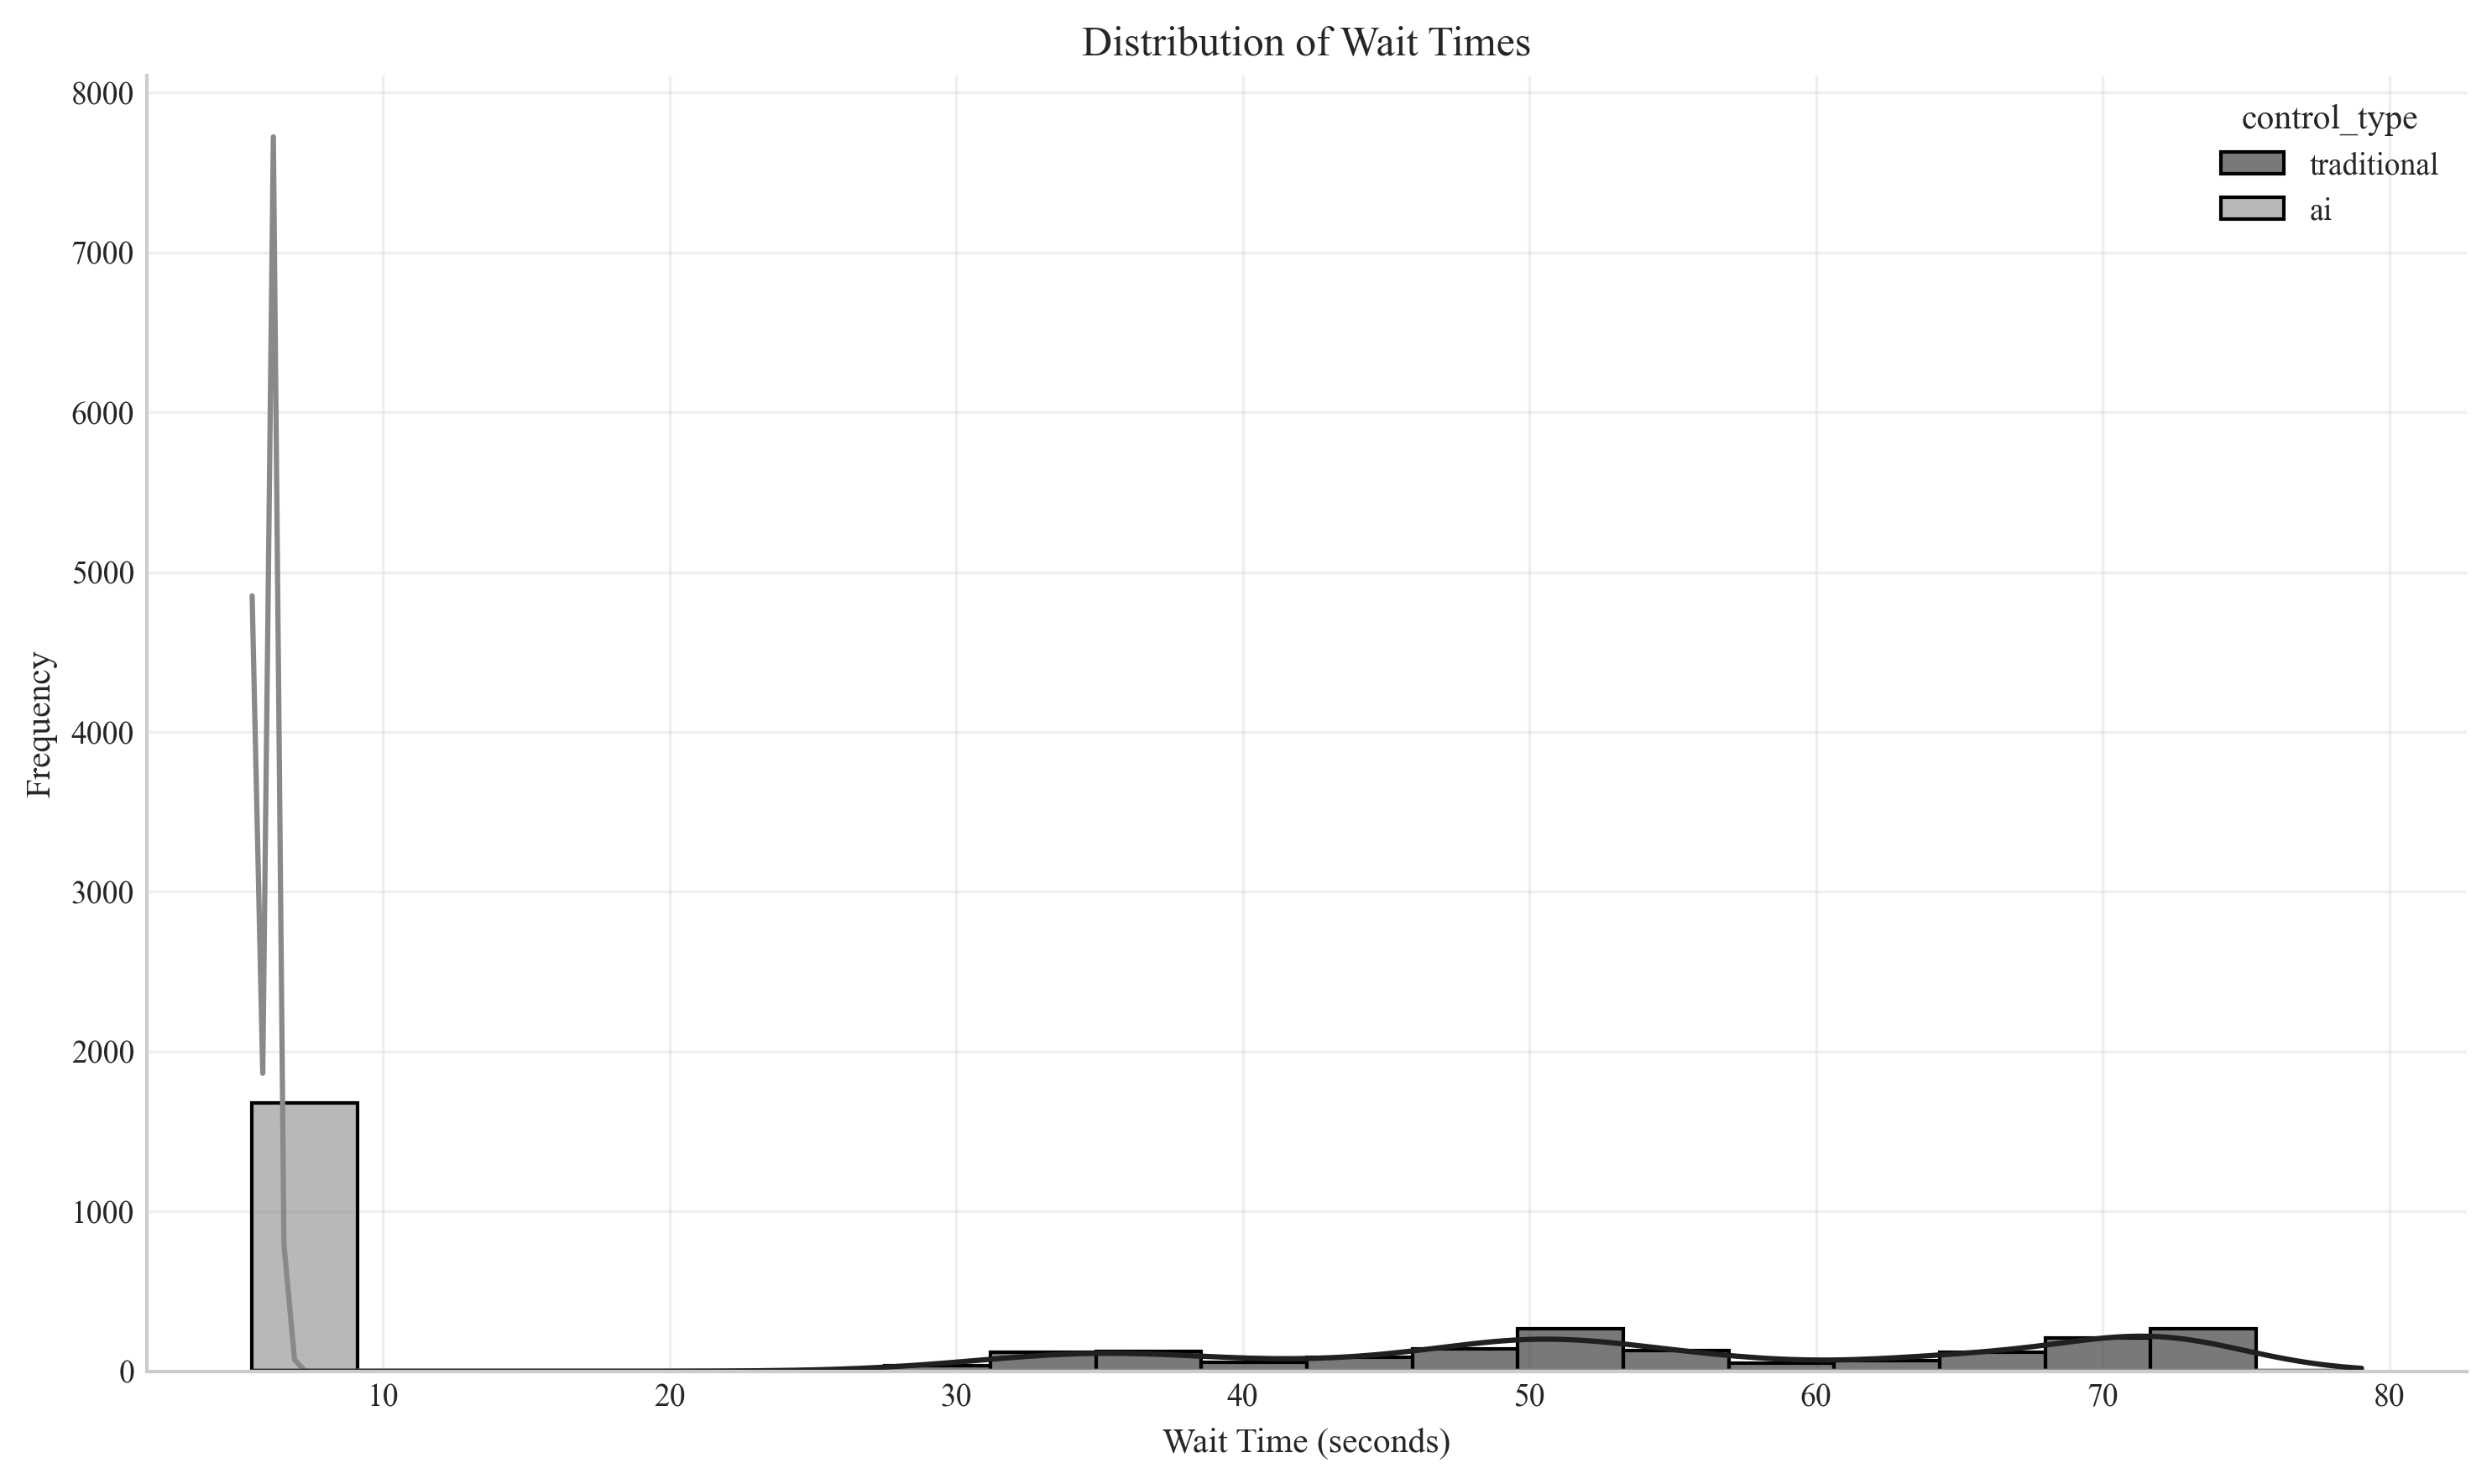 Distribution of Wait Times
control_type
traditional
ai
Frequency
8000
7000
6000
5000
4000
3000
2000
1000
0
10 20 30 40 50 60 70 80
Wait Time (seconds)